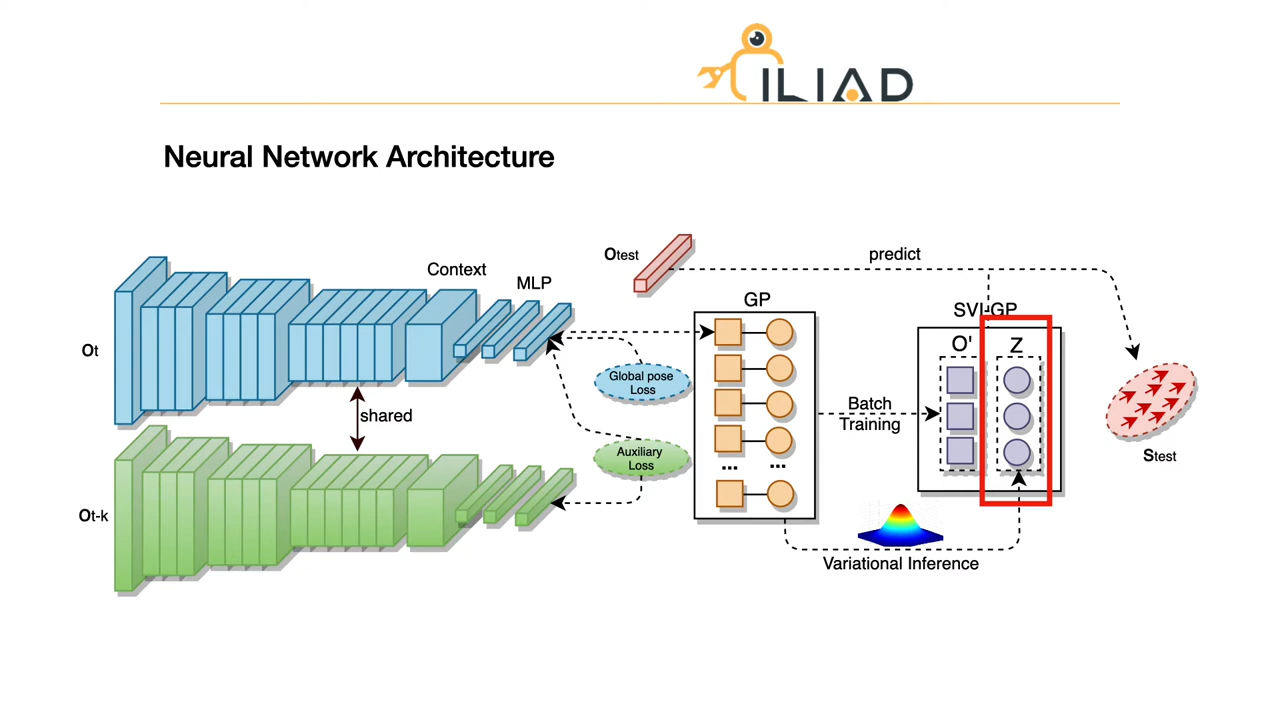 ILIAD
Neural Network Architecture
Otest
predict
Context
MLP
GP
SVI-GP
Ot
O'
Z
Global pose
Loss
shared
Batch
Training
Auxiliary
Loss
Stest
...
...
Ot-k
Variational Inference